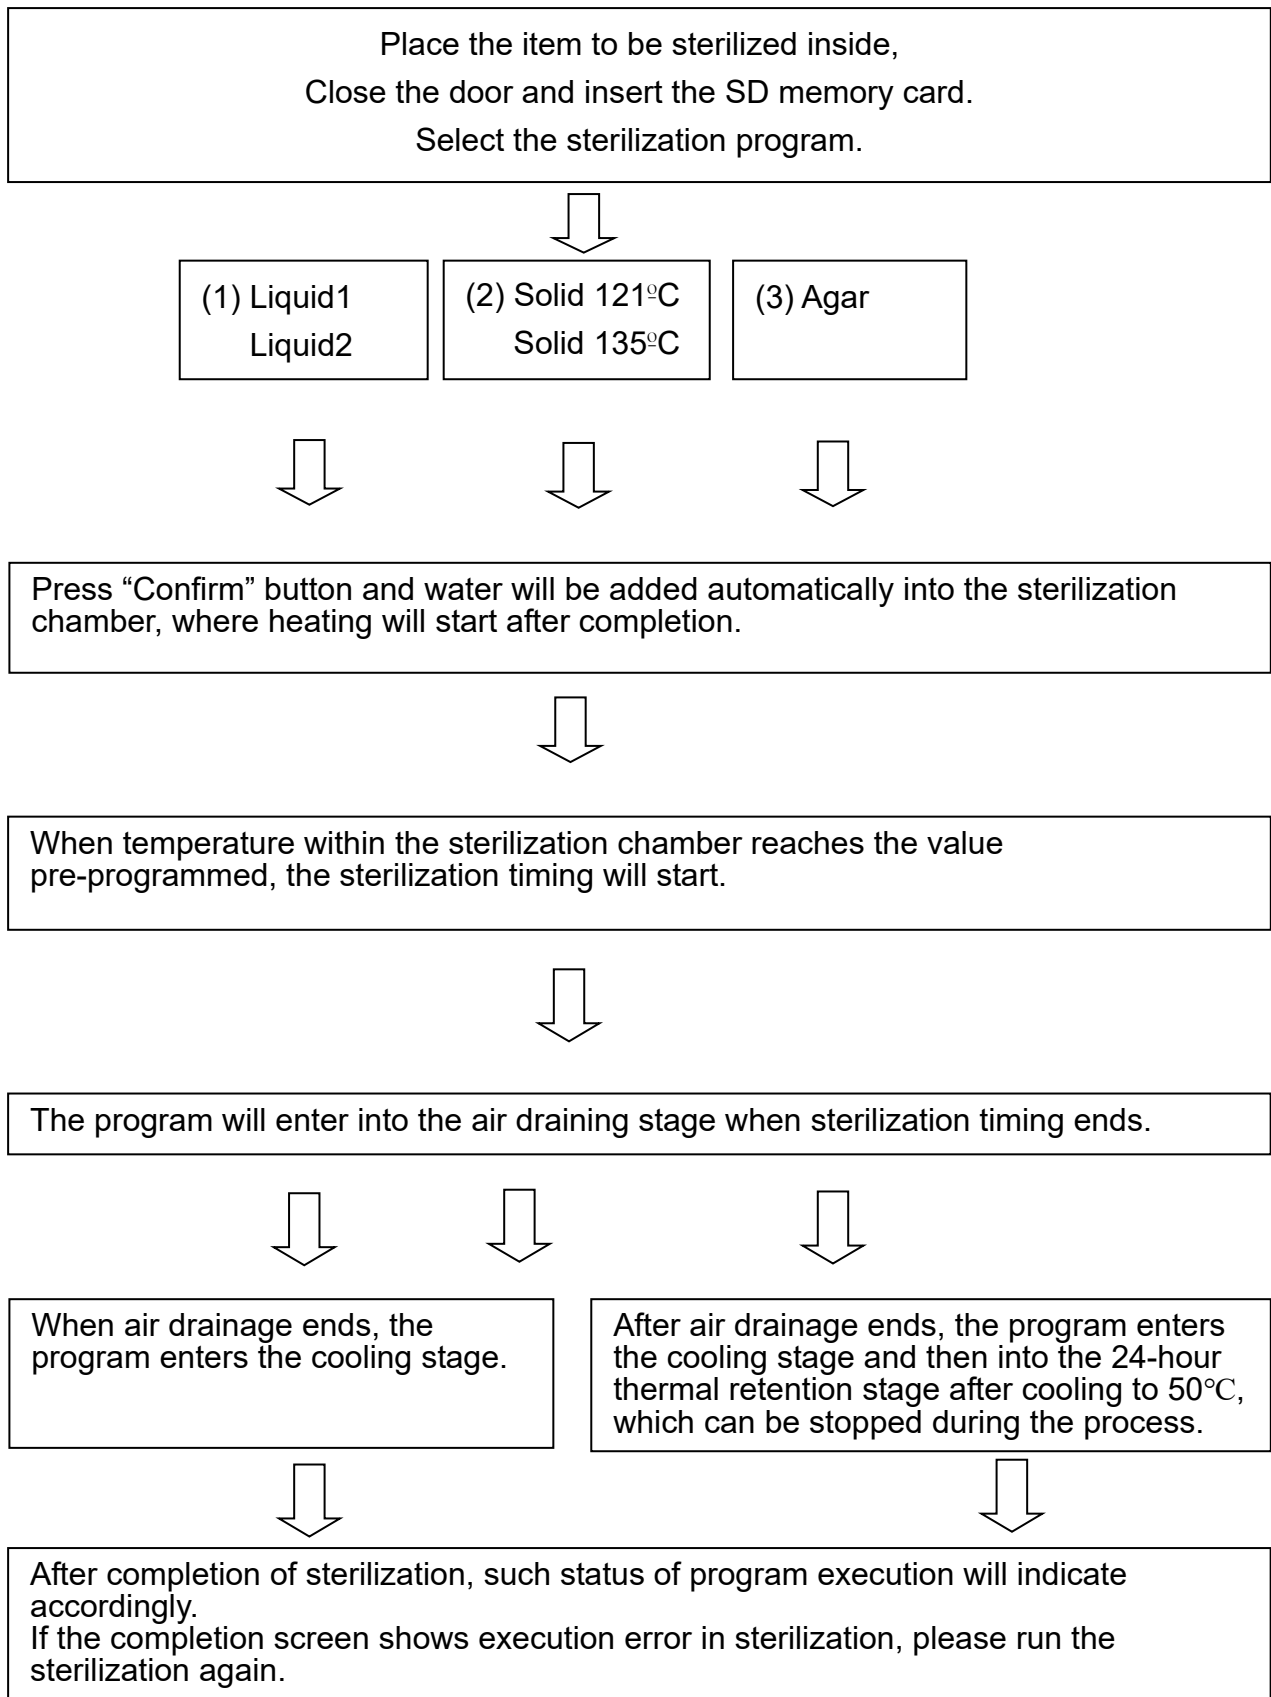 Place the item to be sterilized inside,
Close the door and insert the SD memory card.
Select the sterilization program.
(1) Liquid1
Liquid2
(2) Solid 121ºC
Solid 135ºC
(3) Agar
Press “Confirm” button and water will be added automatically into the sterilization
chamber, where heating will start after completion.
When temperature within the sterilization chamber reaches the value
pre-programmed, the sterilization timing will start.
The program will enter into the air draining stage when sterilization timing ends.
When air drainage ends, the
program enters the cooling stage.
After air drainage ends, the program enters
the cooling stage and then into the 24-hour
thermal retention stage after cooling to 50℃,
which can be stopped during the process.
After completion of sterilization, such status of program execution will indicate
accordingly.
If the completion screen shows execution error in sterilization, please run the
sterilization again.